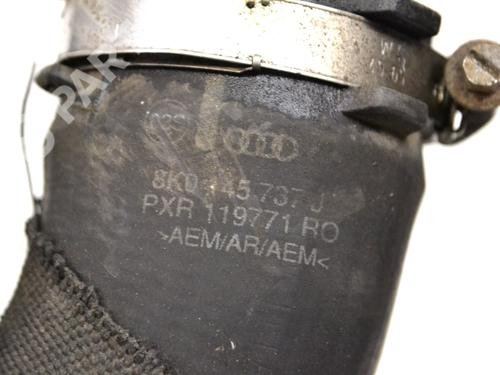 8K0 145 737 J
PXR 119771 RO
>AEM/AR/AEM<